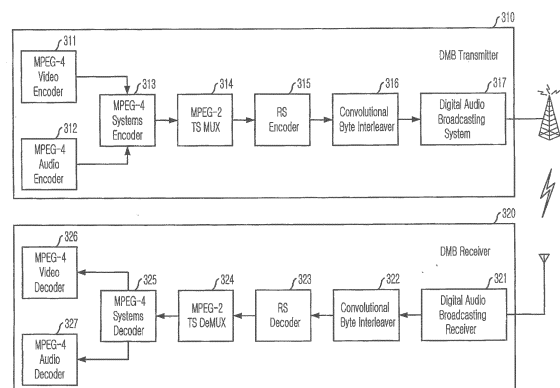 310
DMB Transmitter
311
MPEG-4
Video
Encoder
312
MPEG-4
Audio
Encoder
313
MPEG-4
Systems
Encoder
314
MPEG-2
TS MUX
315
RS
Encoder
316
Convolutional
Byte Interleaver
317
Digital Audio
Broadcasting
System
320
DMB Receiver
326
MPEG-4
Video
Decoder
327
MPEG-4
Audio
Decoder
325
MPEG-4
Systems
Decoder
324
MPEG-2
TS DeMUX
323
RS
Decoder
322
Convolutional
Byte Interleaver
321
Digital Audio
Broadcasting
Receiver